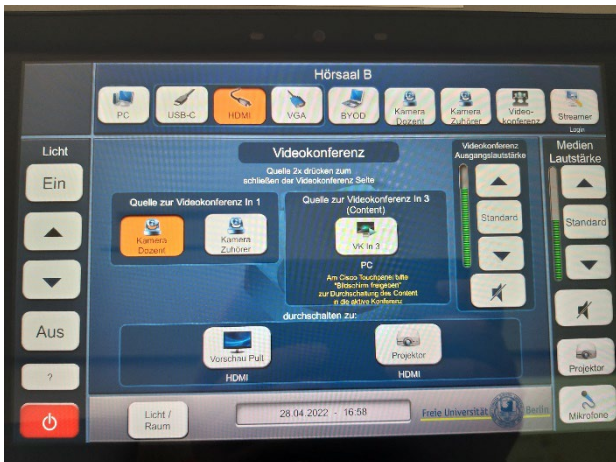 Hörsaal B
PC
USB-C
HDMI
VGA
BYOD
Kamera
Dozent
Kamera
Zuhörer
Video-
konferenz
Streamer
Login
Licht
Ein
Aus
?
Videokonferenz
Quelle 2x drücken zum
schließen der Videokonferenz Seite
Quelle zur Videokonferenz In 1
Kamera
Dozent
Kamera
Zuhörer
Quelle zur Videokonferenz In 3
(Content)
VK In 3
PC
Am Cisco Touchpanel bitte
"Bildschirm freigeben"
zur Durchschaltung des Content
in die aktive Konferenz
durchschalten zu:
Vorschau Pult
HDMI
Projektor
HDMI
Videokonferenz
Ausgangslautstärke
Standard
Medien
Lautstärke
Standard
Projektor
Mikrofone
Licht /
Raum
28.04.2022 - 16:58
Freie Universität Berlin